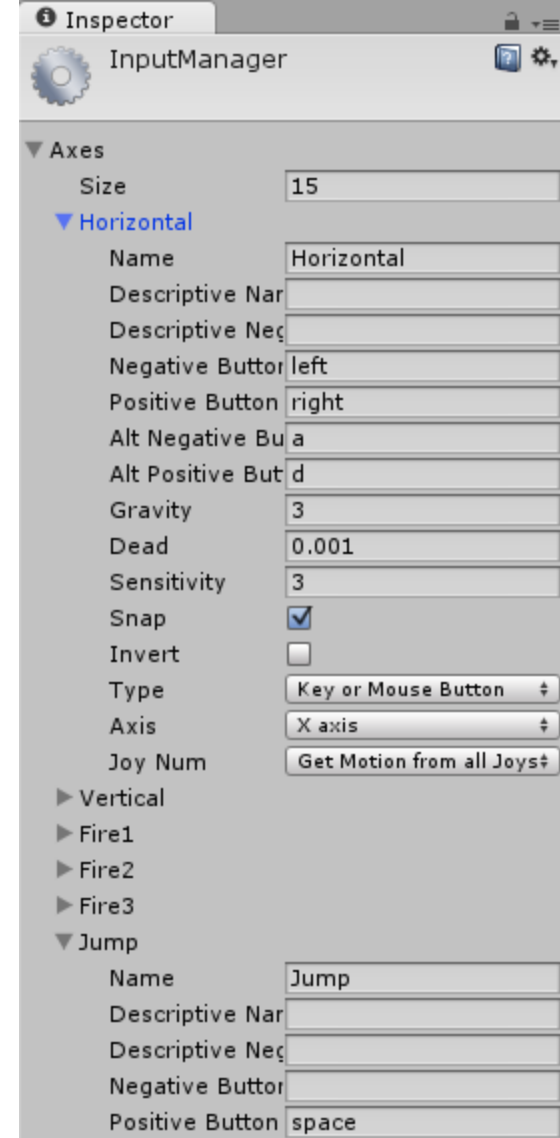 Inspector
InputManager
Axes
Size 15
Horizontal
Name Horizontal
Descriptive Nar
Descriptive Neg
Negative Buttor left
Positive Button right
Alt Negative Bu a
Alt Positive But d
Gravity 3
Dead 0.001
Sensitivity 3
Snap
Invert
Type Key or Mouse Button
Axis X axis
Joy Num Get Motion from all Joys
Vertical
Fire1
Fire2
Fire3
Jump
Name Jump
Descriptive Nar
Descriptive Neg
Negative Buttor
Positive Button space